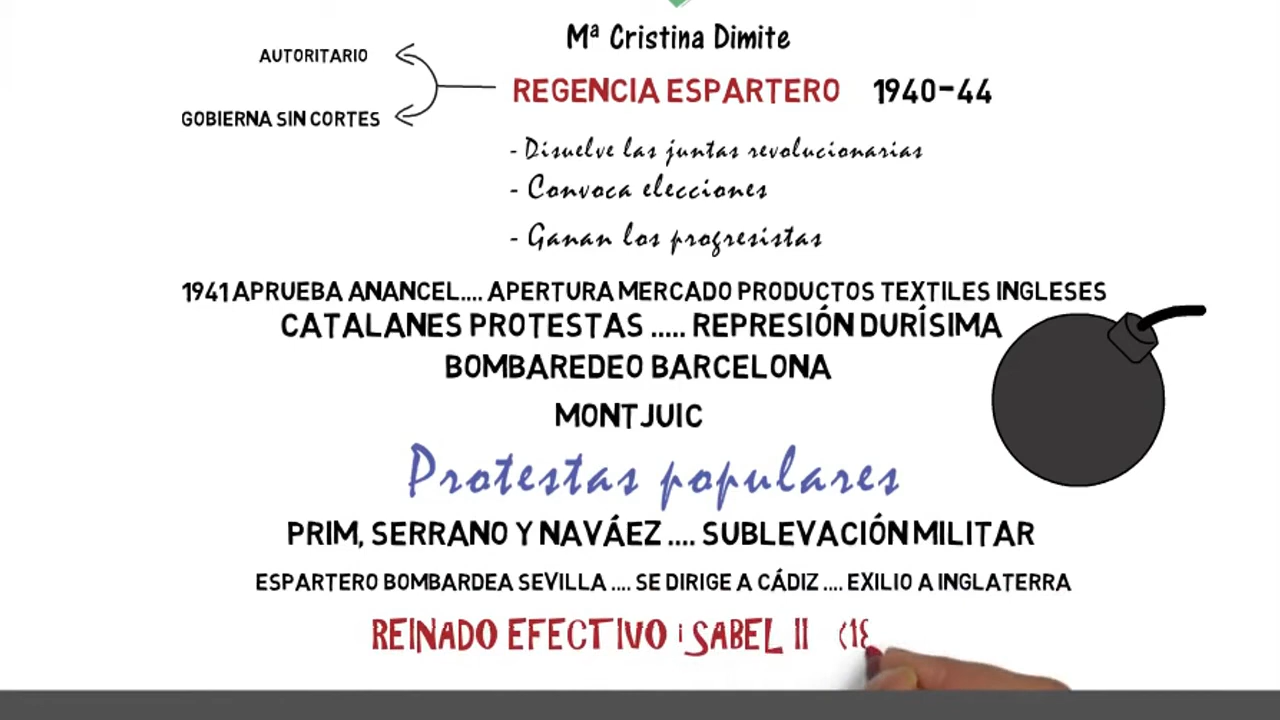 Mª Cristina Dimite
AUTORITARIO
REGENCIA ESPARTERO 1940-44
GOBIERNA SIN CORTES
- Disuelve las juntas revolucionarias
- Convoca elecciones
- Ganan los progresistas
1941 APRUEBA ANANCEL.... APERTURA MERCADO PRODUCTOS TEXTILES INGLESES
CATALANES PROTESTAS ..... REPRESIÓN DURÍSIMA
BOMBAREDEO BARCELONA
MONTJUIC
Protestas populares
PRIM, SERRANO Y NAVÁEZ .... SUBLEVACIÓN MILITAR
ESPARTERO BOMBARDEA SEVILLA .... SE DIRIGE A CÁDIZ .... EXILIO A INGLATERRA
REINADO EFECTIVO ISABEL II (18